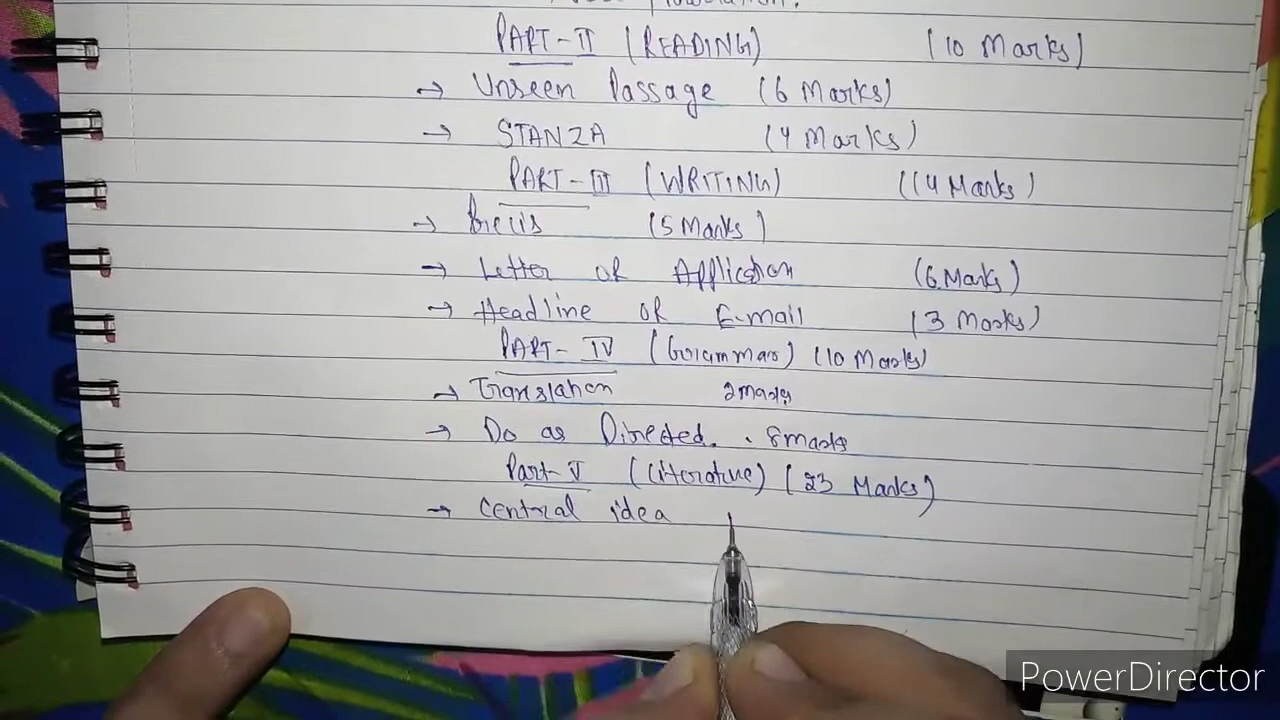 PART-II (READING) (10 Marks)
→ Unseen Passage (6 Marks)
→ STANZA (4 Marks)
PART-III (WRITING) (14 Marks)
→ Precis (5 Marks)
→ Letter or Application (6 Marks)
→ Headline or E-mail (3 Marks)
PART-IV (Grammar) (10 Marks)
→ Translation 2 marks
→ Do as Directed. 8 marks
Part-V (Literature) (23 Marks)
→ Central idea
PowerDirector